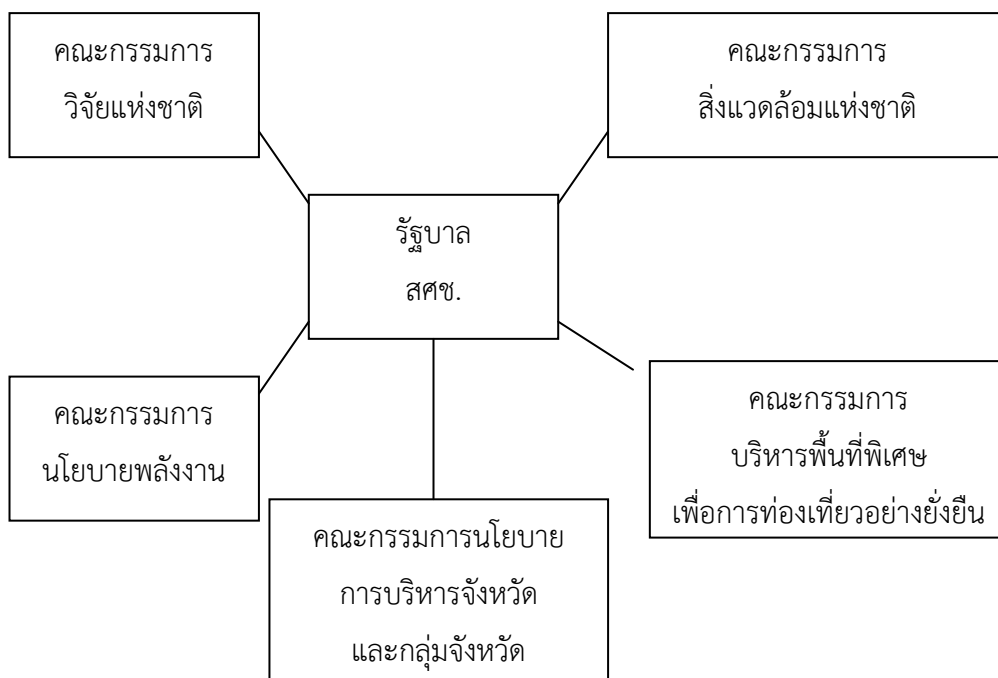 คณะกรรมการ
วิจัยแห่งชาติ
คณะกรรมการ
สิ่งแวดล้อมแห่งชาติ
รัฐบาล
สศช.
คณะกรรมการ
นโยบายพลังงาน
คณะกรรมการ
บริหารพื้นที่พิเศษ
เพื่อการท่องเที่ยวอย่างยั่งยืน
คณะกรรมการนโยบาย
การบริหารจังหวัด
และกลุ่มจังหวัด